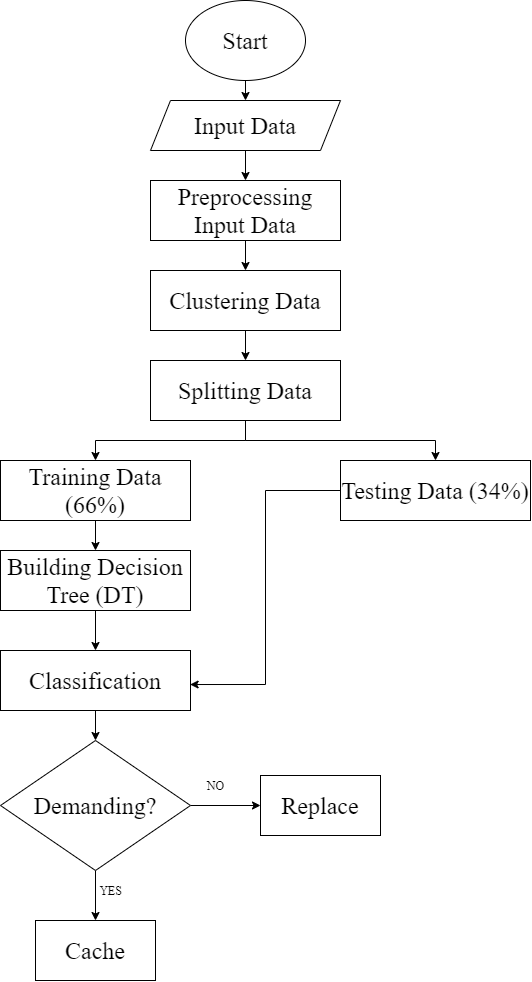 Start
Input Data
Preprocessing
Input Data
Clustering Data
Splitting Data
Training Data
(66%)
Testing Data (34%)
Building Decision
Tree (DT)
Classification
Demanding?
NO
Replace
YES
Cache